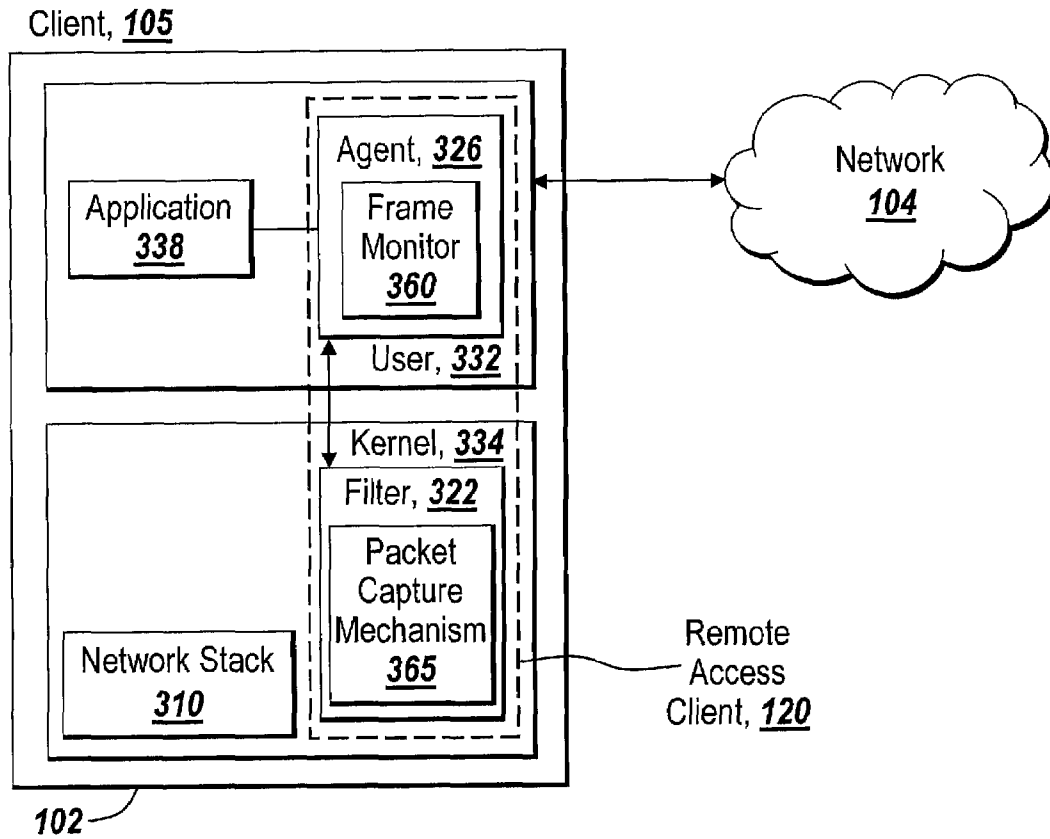 Client, 105
Agent, 326
Application
338
Frame
Monitor
360
Network
104
User, 332
Kernel, 334
Filter, 322
Packet
Capture
Mechanism
365
Network Stack
310
Remote
Access
Client, 120
102